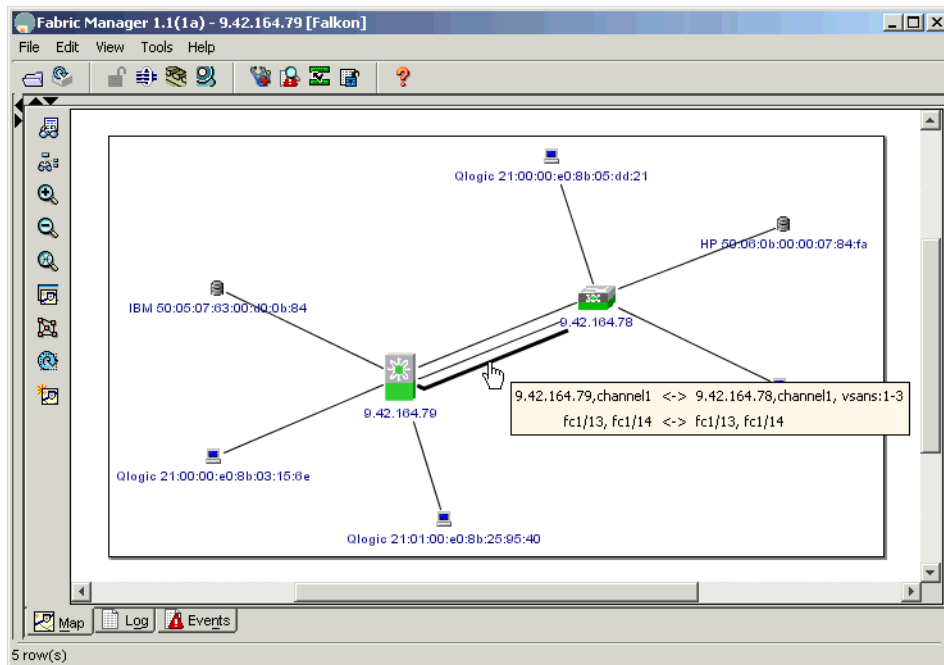 Fabric Manager 1.1(1a) - 9.42.164.79 [Falkon]
File Edit View Tools Help
Qlogic 21:00:00:e0:8b:05:dd:21
HP 50:06:0b:00:00:07:84:fa
IBM 50:05:07:63:00:d0:0b:84
9.42.164.78
9.42.164.79,channel1 <-> 9.42.164.78,channel1, vsans:1-3
fc1/13, fc1/14 <-> fc1/13, fc1/14
9.42.164.79
Qlogic 21:00:00:e0:8b:03:15:6e
Qlogic 21:01:00:e0:8b:25:95:40
Map Log Events
5 row(s)